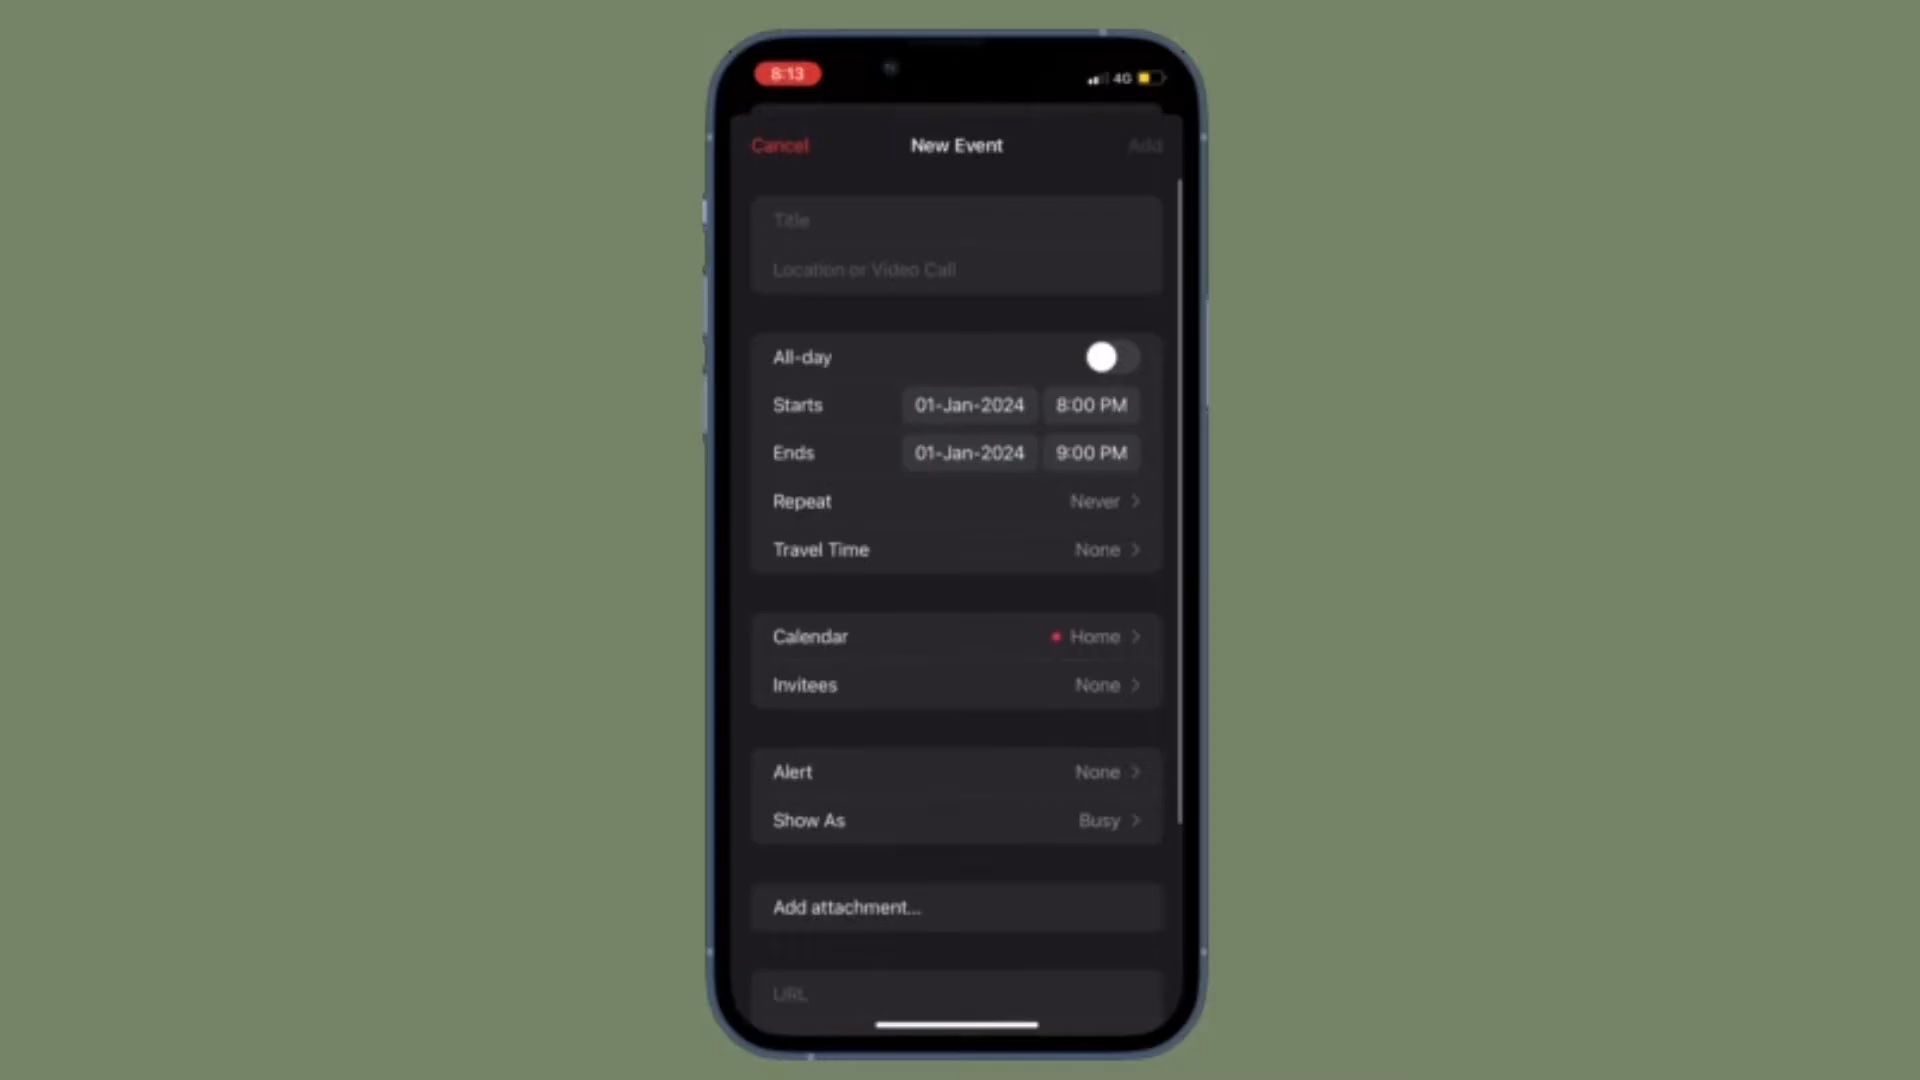 8:13
4G
Cancel New Event Add
Title
Location or Video Call
All-day
Starts 01-Jan-2024 8:00 PM
Ends 01-Jan-2024 9:00 PM
Repeat Never
Travel Time None
Calendar Home
Invitees None
Alert None
Show As Busy
Add attachment...
URL